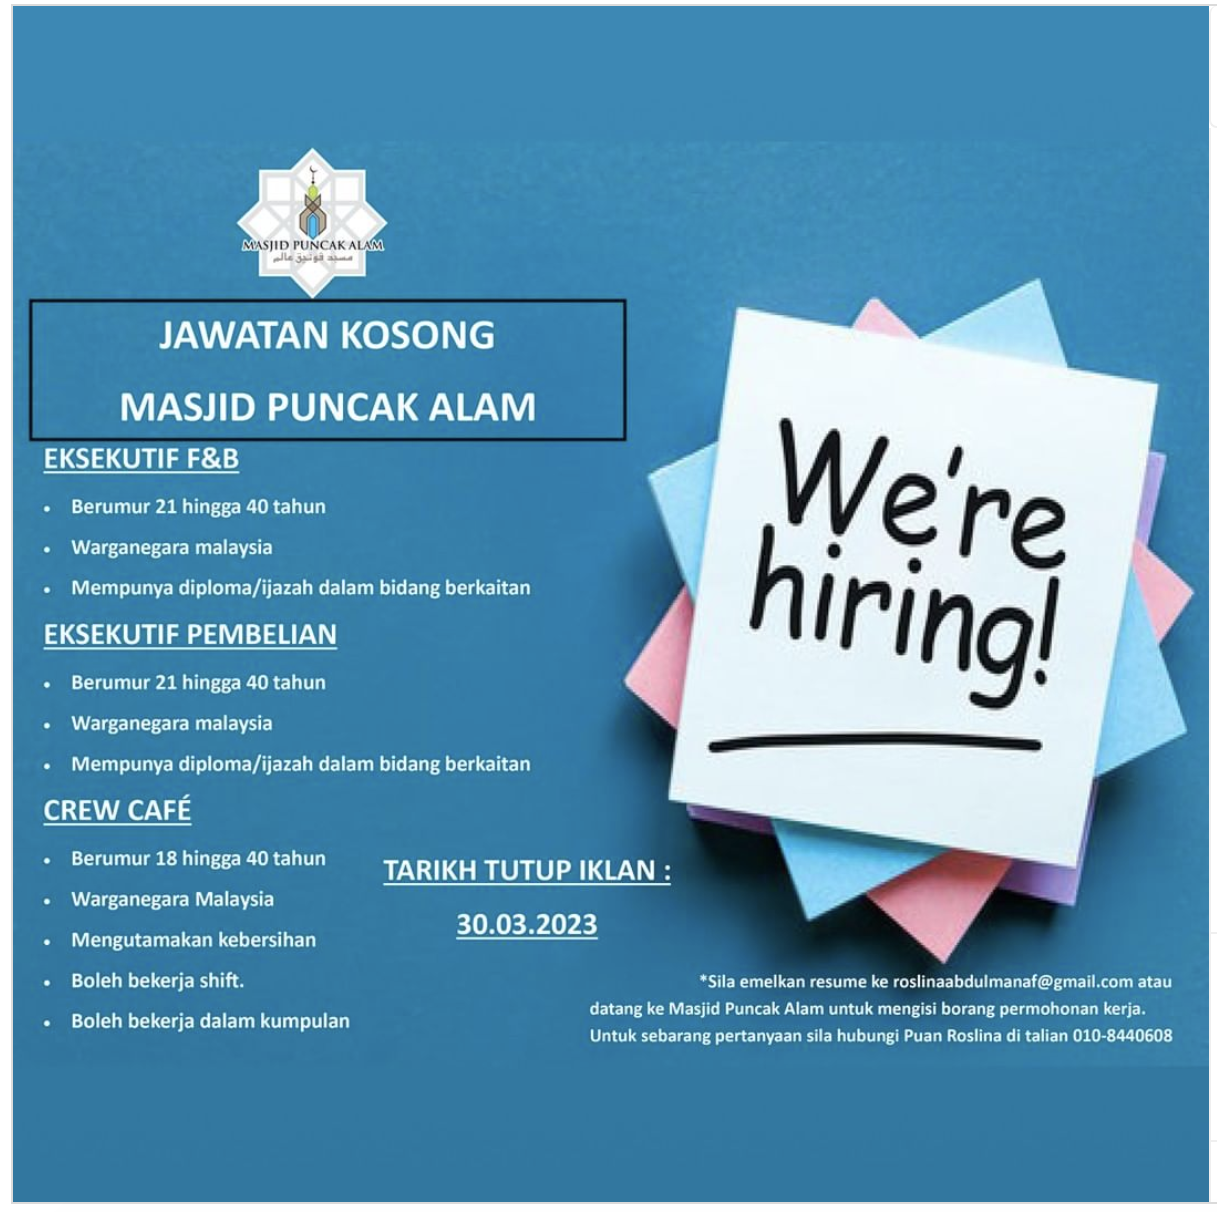 MASJID PUNCAK ALAM
مسجد فونچق عالم
JAWATAN KOSONG
MASJID PUNCAK ALAM
EKSEKUTIF F&B
• Berumur 21 hingga 40 tahun
• Warganegara malaysia
• Mempunya diploma/ijazah dalam bidang berkaitan
EKSEKUTIF PEMBELIAN
• Berumur 21 hingga 40 tahun
• Warganegara malaysia
• Mempunya diploma/ijazah dalam bidang berkaitan
CREW CAFÉ
• Berumur 18 hingga 40 tahun
• Warganegara Malaysia
• Mengutamakan kebersihan
• Boleh bekerja shift.
• Boleh bekerja dalam kumpulan
TARIKH TUTUP IKLAN :
30.03.2023
We're
hiring!
*Sila emelkan resume ke roslinaabdulmanaf@gmail.com atau
datang ke Masjid Puncak Alam untuk mengisi borang permohonan kerja.
Untuk sebarang pertanyaan sila hubungi Puan Roslina di talian 010-8440608